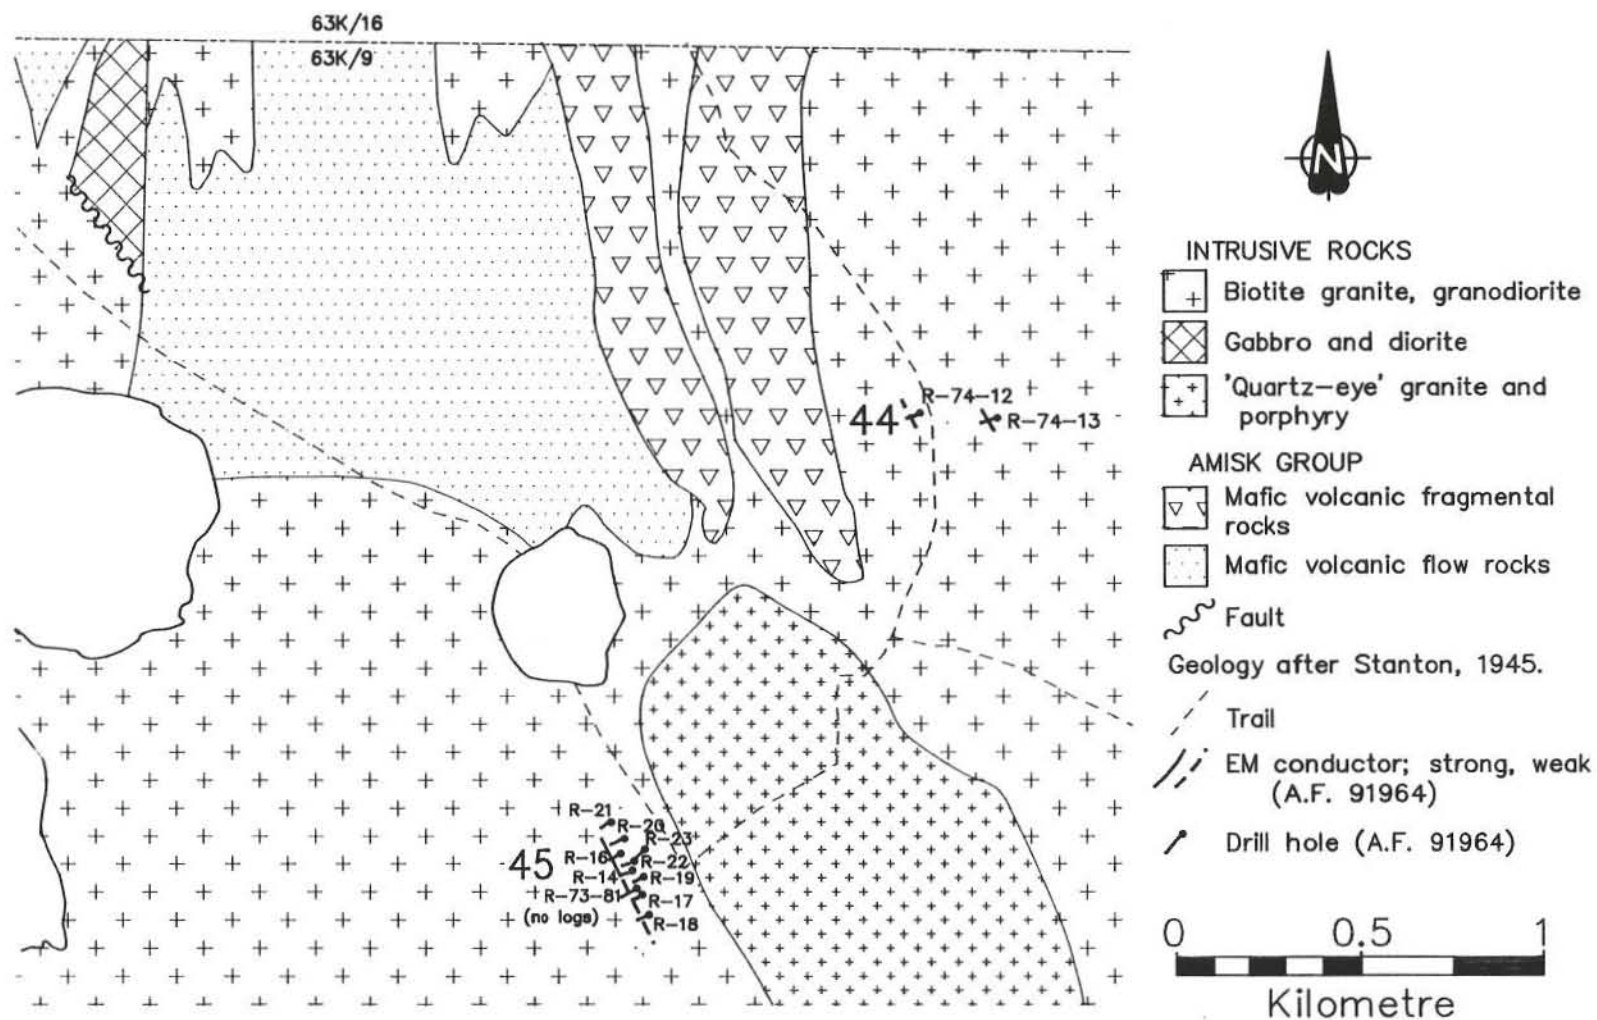 63K/16
63K/9
N
INTRUSIVE ROCKS
Biotite granite, granodiorite
Gabbro and diorite
'Quartz-eye' granite and
porphyry
AMISK GROUP
Mafic volcanic fragmental
rocks
Mafic volcanic flow rocks
Fault
Geology after Stanton, 1945.
Trail
EM conductor; strong, weak
(A.F. 91964)
Drill hole (A.F. 91964)
0 0.5 1
Kilometre
R-74-12
44
R-74-13
R-21
R-20
R-23
45
R-16
R-22
R-14
R-19
R-73-81
R-17
(no logs)
R-18